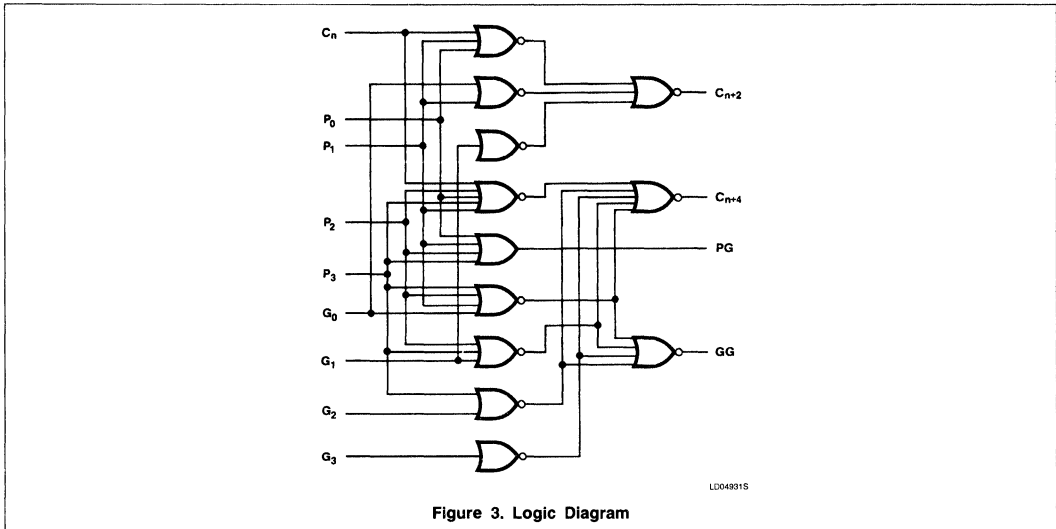 Cn
Cn+2
P0
P1
Cn+4
P2
PG
P3
G0
G1
GG
G2
G3
LD04931S
Figure 3. Logic Diagram